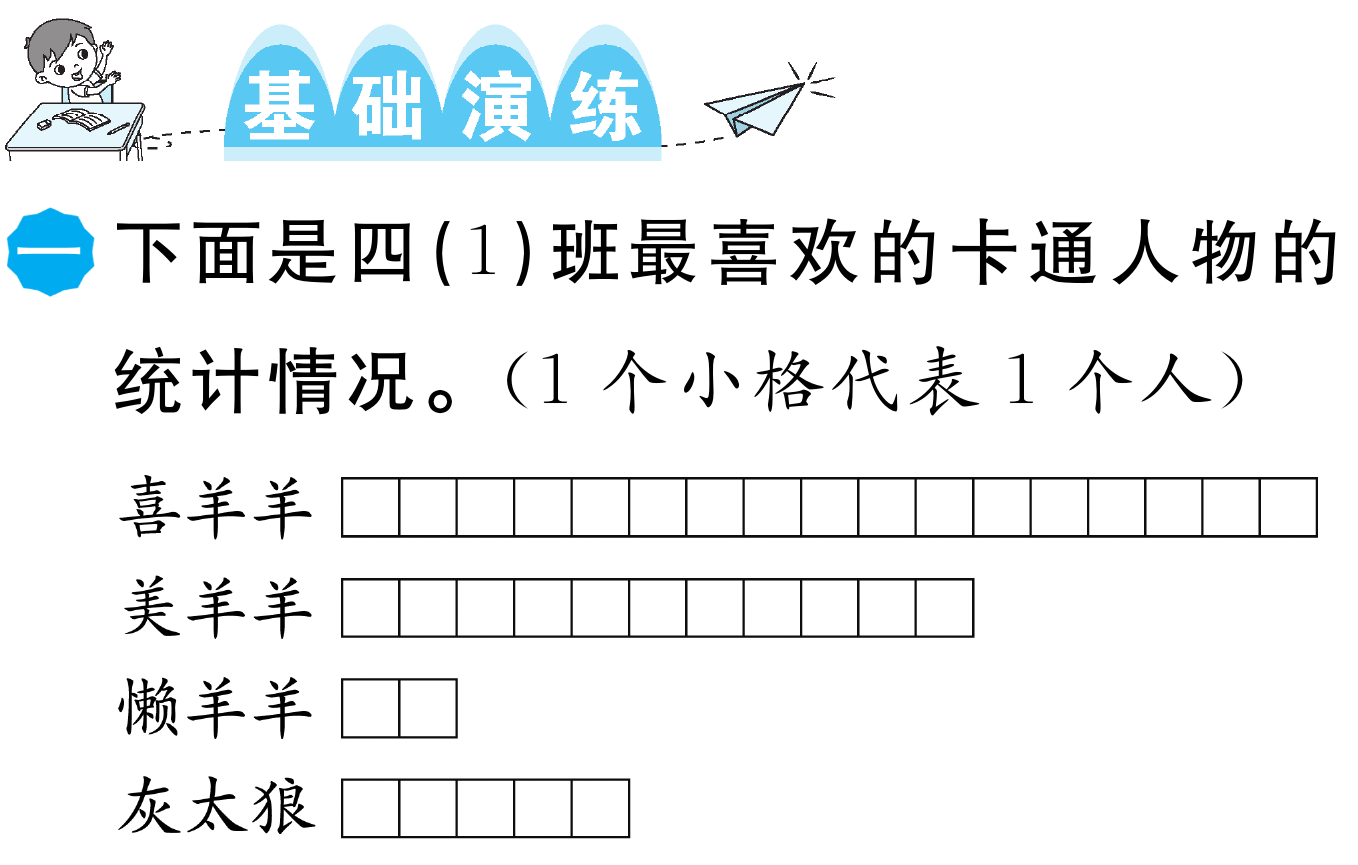 基础演练
一 下面是四(1)班最喜欢的卡通人物的
统计情况。(1个小格代表1个人)
喜羊羊
美羊羊
懒羊羊
灰太狼